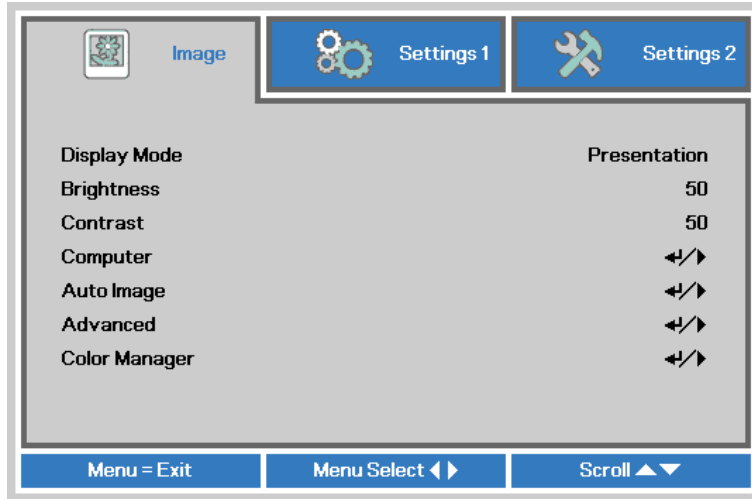 Image Settings 1 Settings 2
Display Mode Presentation
Brightness 50
Contrast 50
Computer ↵/▶
Auto Image ↵/▶
Advanced ↵/▶
Color Manager ↵/▶
Menu = Exit Menu Select ◀ ▶ Scroll ▲▼